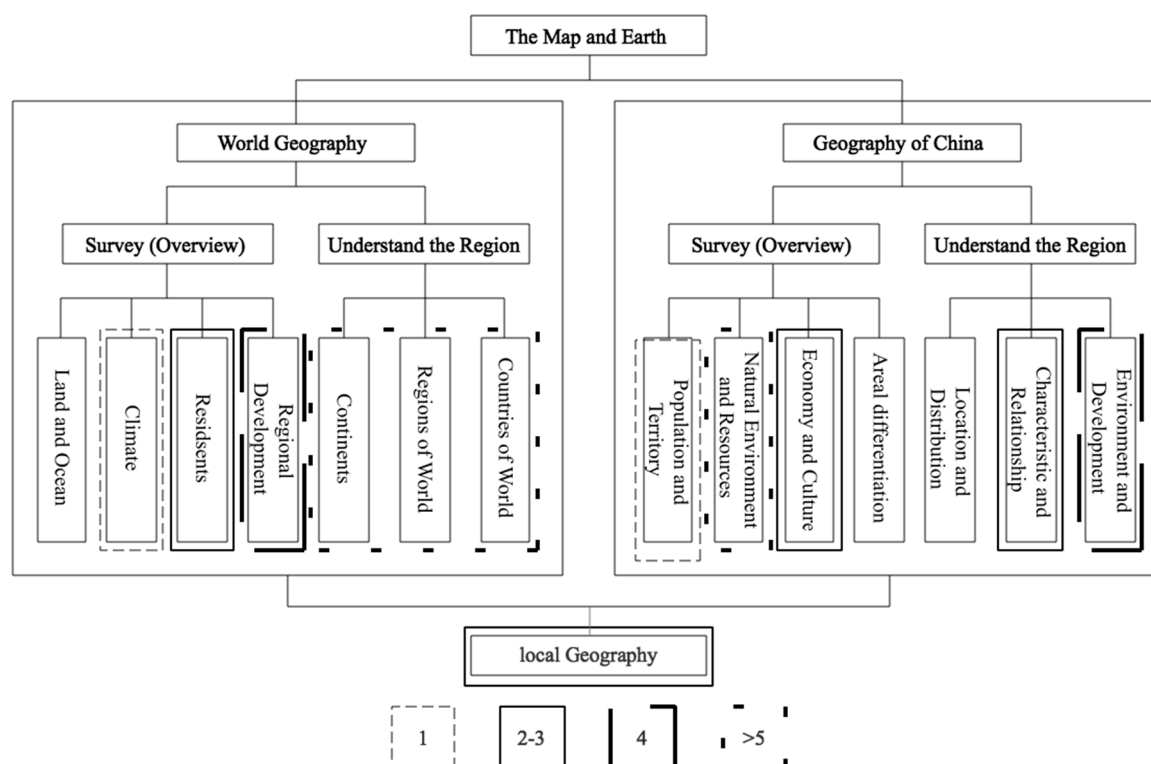 The Map and Earth
World Geography
Geography of China
Survey (Overview)
Understand the Region
Survey (Overview)
Understand the Region
Land and Ocean
Climate
Residsents
Regional
Development
Continents
Regions of World
Countries of World
Population and
Territory
Natural Environment
and Resources
Economy and Culture
Areal differentiation
Location and
Distribution
Characteristic and
Relationship
Environment and
Development
local Geography
1
2-3
4
>5